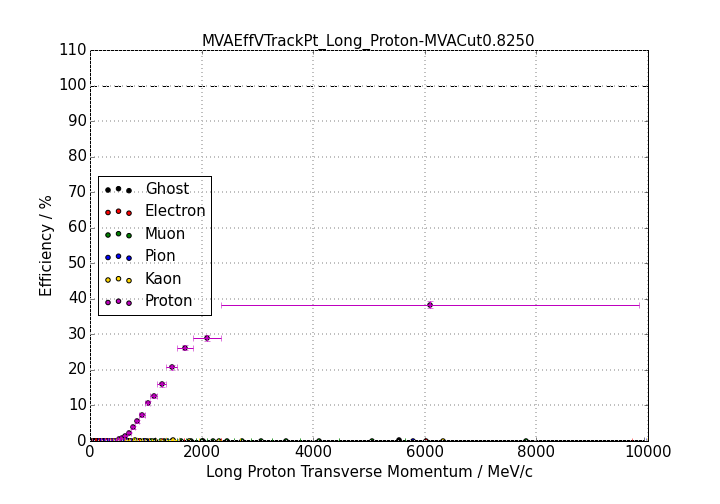 MVAEffVTrackPt_Long_Proton-MVACut0.8250
110
100
90
80
70
60
50
40
30
20
10
0
Efficiency / %
Ghost
Electron
Muon
Pion
Kaon
Proton
0 2000 4000 6000 8000 10000
Long Proton Transverse Momentum / MeV/c